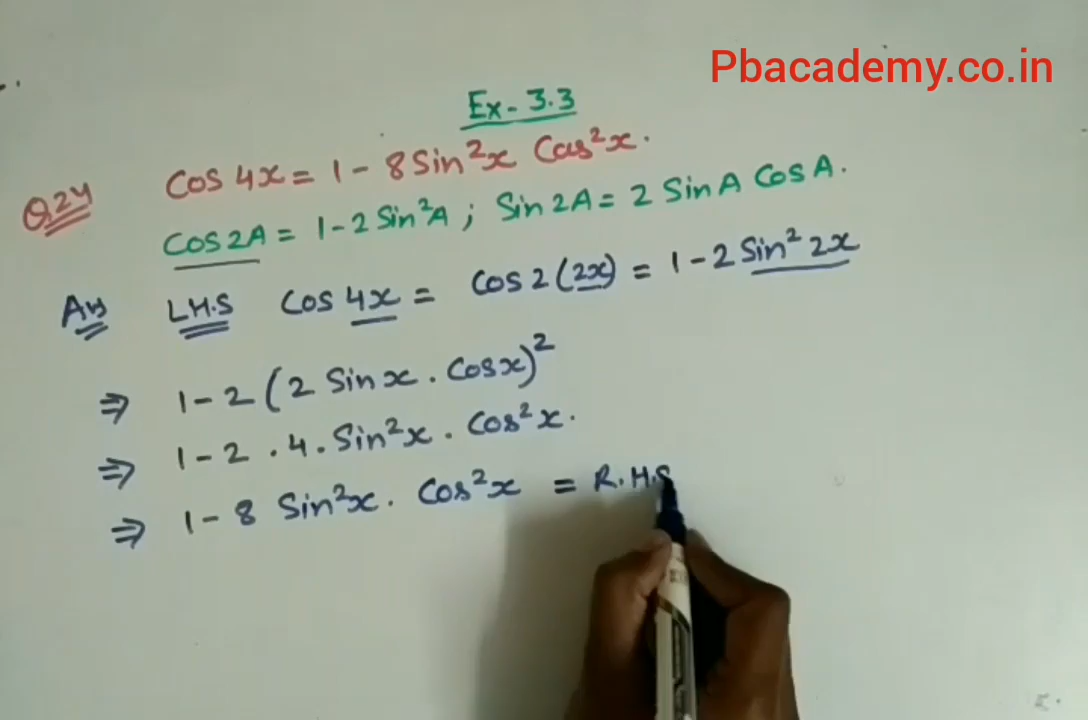 Pbacademy.co.in
Ex - 3.3
Q.24 Cos 4x = 1 - 8 Sin²x Cos²x.
Cos 2A = 1 - 2 Sin²A ; Sin 2A = 2 Sin A Cos A.
Ans L.H.S Cos 4x = Cos 2 (2x) = 1 - 2 Sin² 2x
⇒ 1 - 2 (2 Sin x . Cos x)²
⇒ 1 - 2 . 4 . Sin²x . Cos²x.
⇒ 1 - 8 Sin²x . Cos²x = R.H.S